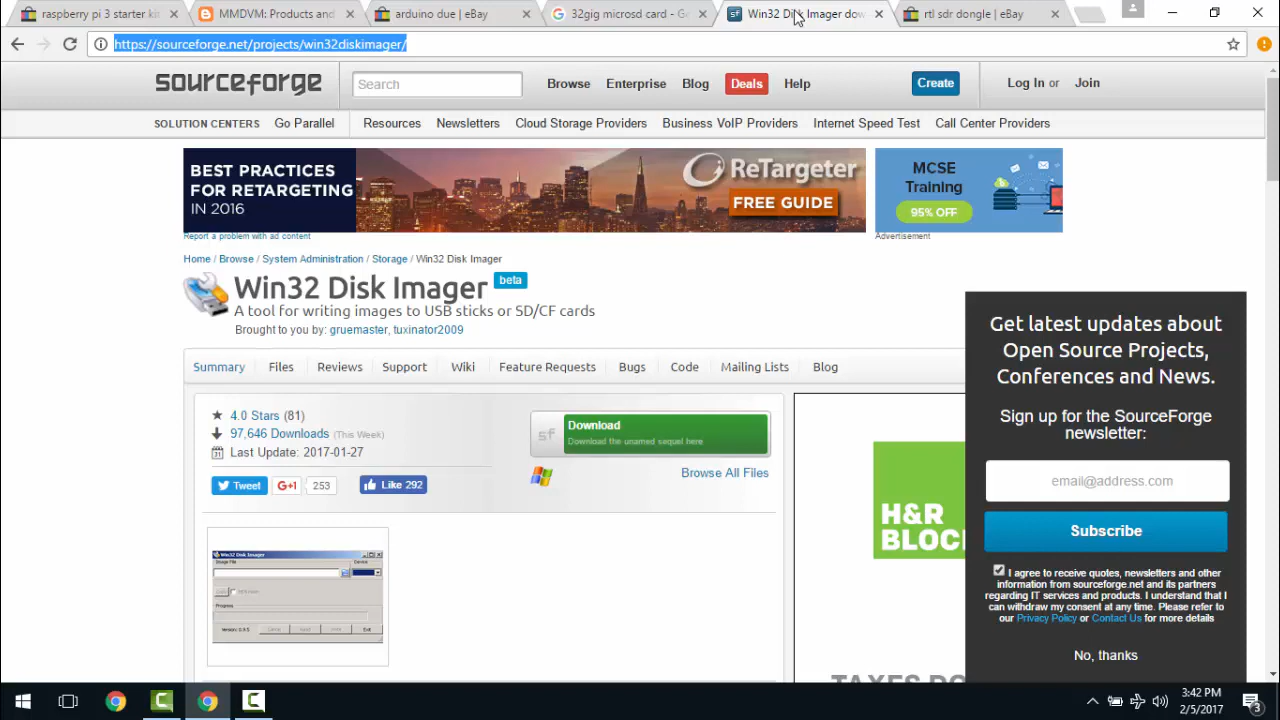 raspberry pi 3 starter kit
MMDVM: Products and
arduino due | eBay
32gig microsd card - Go
Win32 Disk Imager dow
rtl sdr dongle | eBay
https://sourceforge.net/projects/win32diskimager/
sourceforge
Search
Browse
Enterprise
Blog
Deals
Help
Create
Log In or
Join
SOLUTION CENTERS
Go Parallel
Resources
Newsletters
Cloud Storage Providers
Business VoIP Providers
Internet Speed Test
Call Center Providers
BEST PRACTICES
FOR RETARGETING
IN 2016
ReTargeter
FREE GUIDE
MCSE
Training
95% OFF
Report a problem with ad content
Advertisement
Home / Browse / System Administration / Storage / Win32 Disk Imager
Win32 Disk Imager
beta
A tool for writing images to USB sticks or SD/CF cards
Brought to you by: gruemaster, tuxinator2009
Summary
Files
Reviews
Support
Wiki
Feature Requests
Bugs
Code
Mailing Lists
Blog
4.0 Stars (81)
97,646 Downloads (This Week)
Last Update: 2017-01-27
sf
Download
Download the unamed sequel here
Browse All Files
Tweet
G+1
253
Like 292
Win32 Disk Imager
Image File
Device
Progress
Exit
H&R
BLOC
TAXES DO
Get latest updates about
Open Source Projects,
Conferences and News.
Sign up for the SourceForge
newsletter:
email@address.com
Subscribe
I agree to receive quotes, newsletters and other
information from sourceforge.net and its partners
regarding IT services and products. I understand that I
can withdraw my consent at any time. Please refer to
our Privacy Policy or Contact Us for more details
No, thanks
3:42 PM
2/5/2017
3